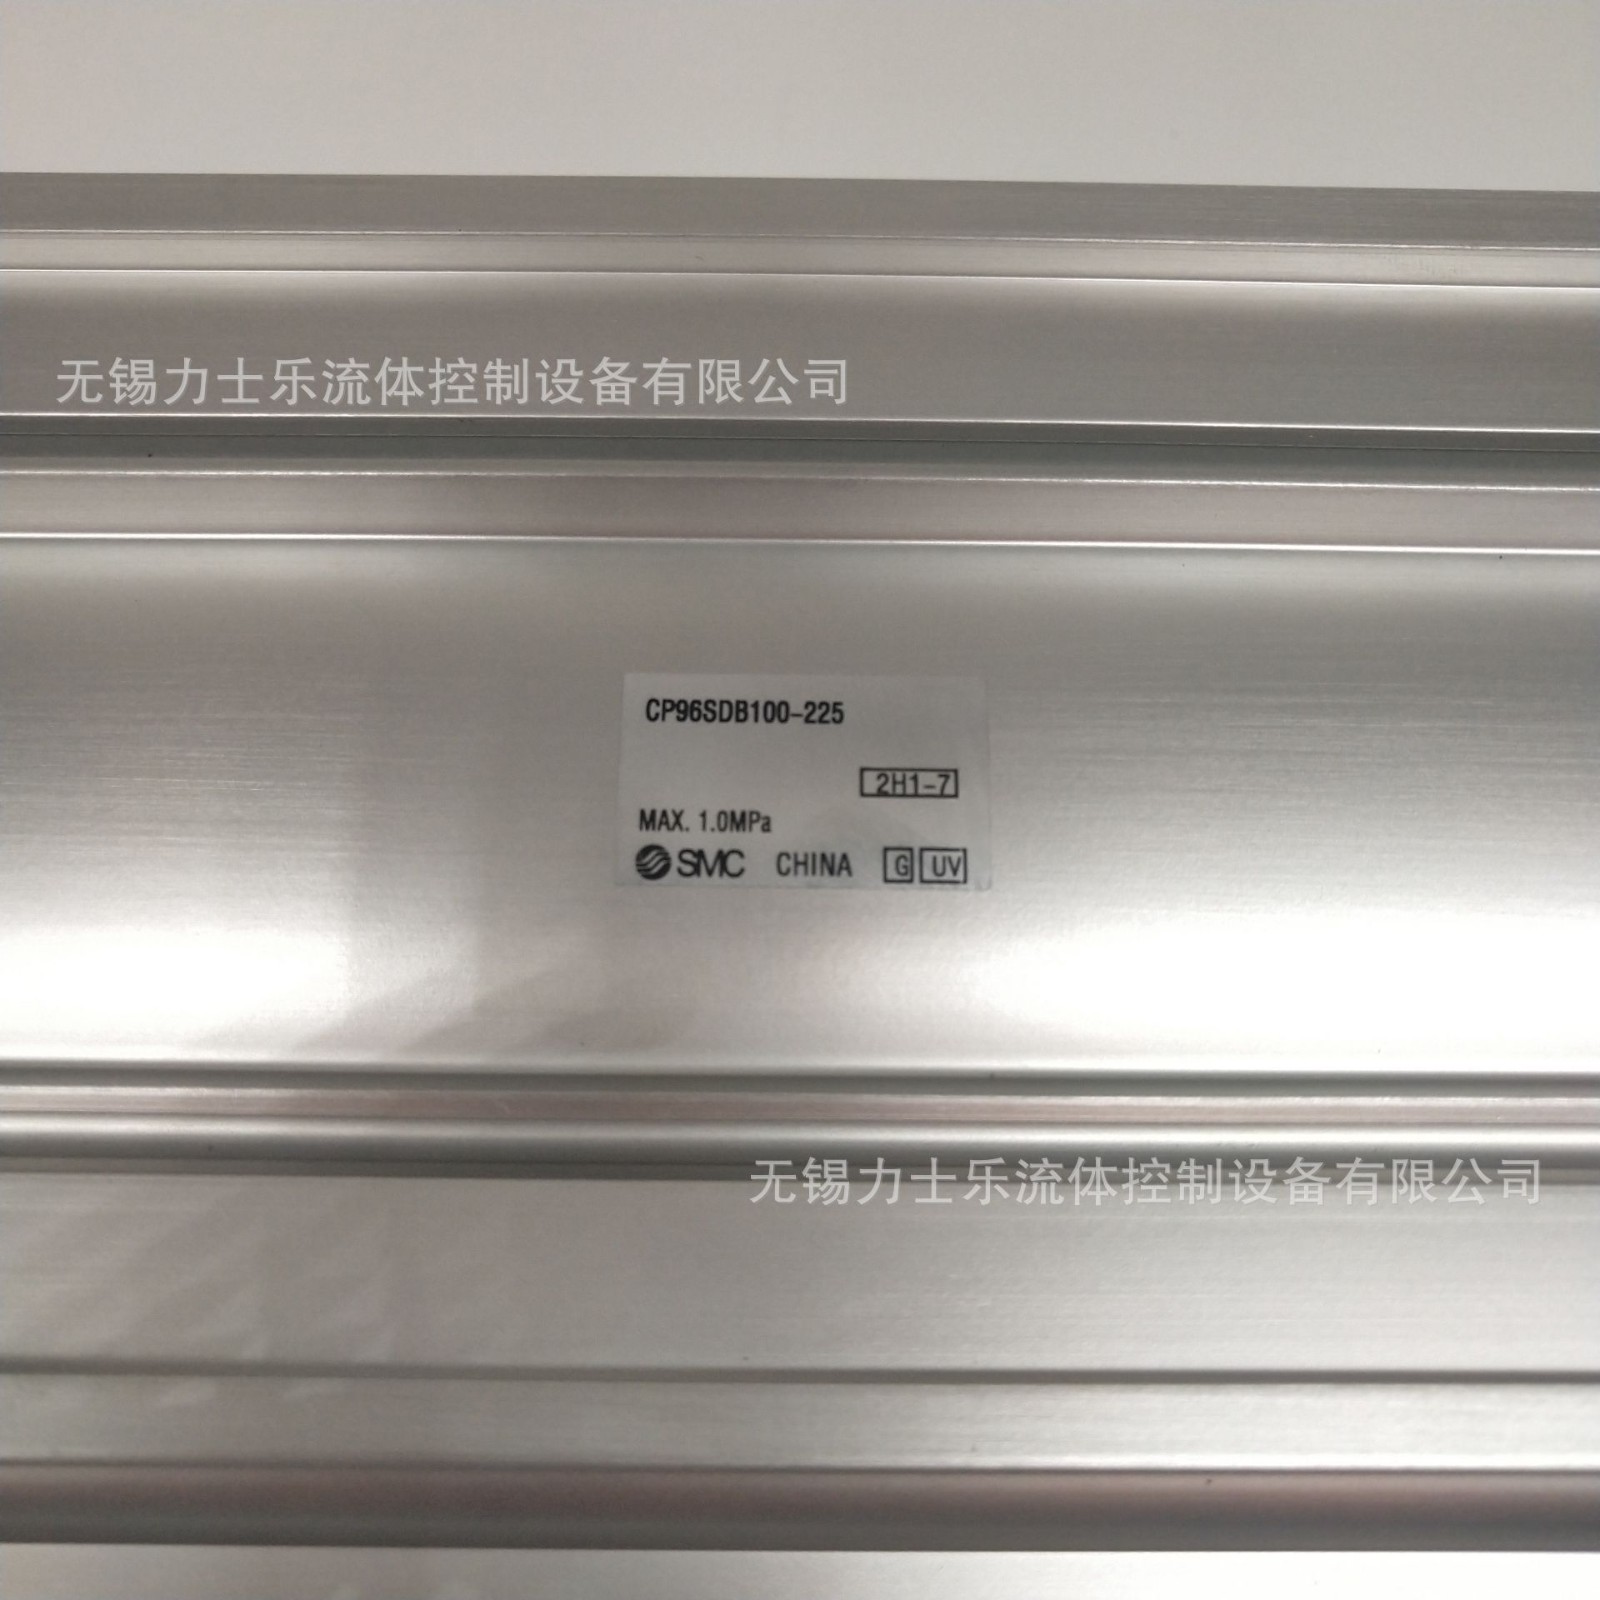 无锡力士乐流体控制设备有限公司
CP96SDB100-225
2H1-7
MAX. 1.0MPa
SMC CHINA G UV
无锡力士乐流体控制设备有限公司